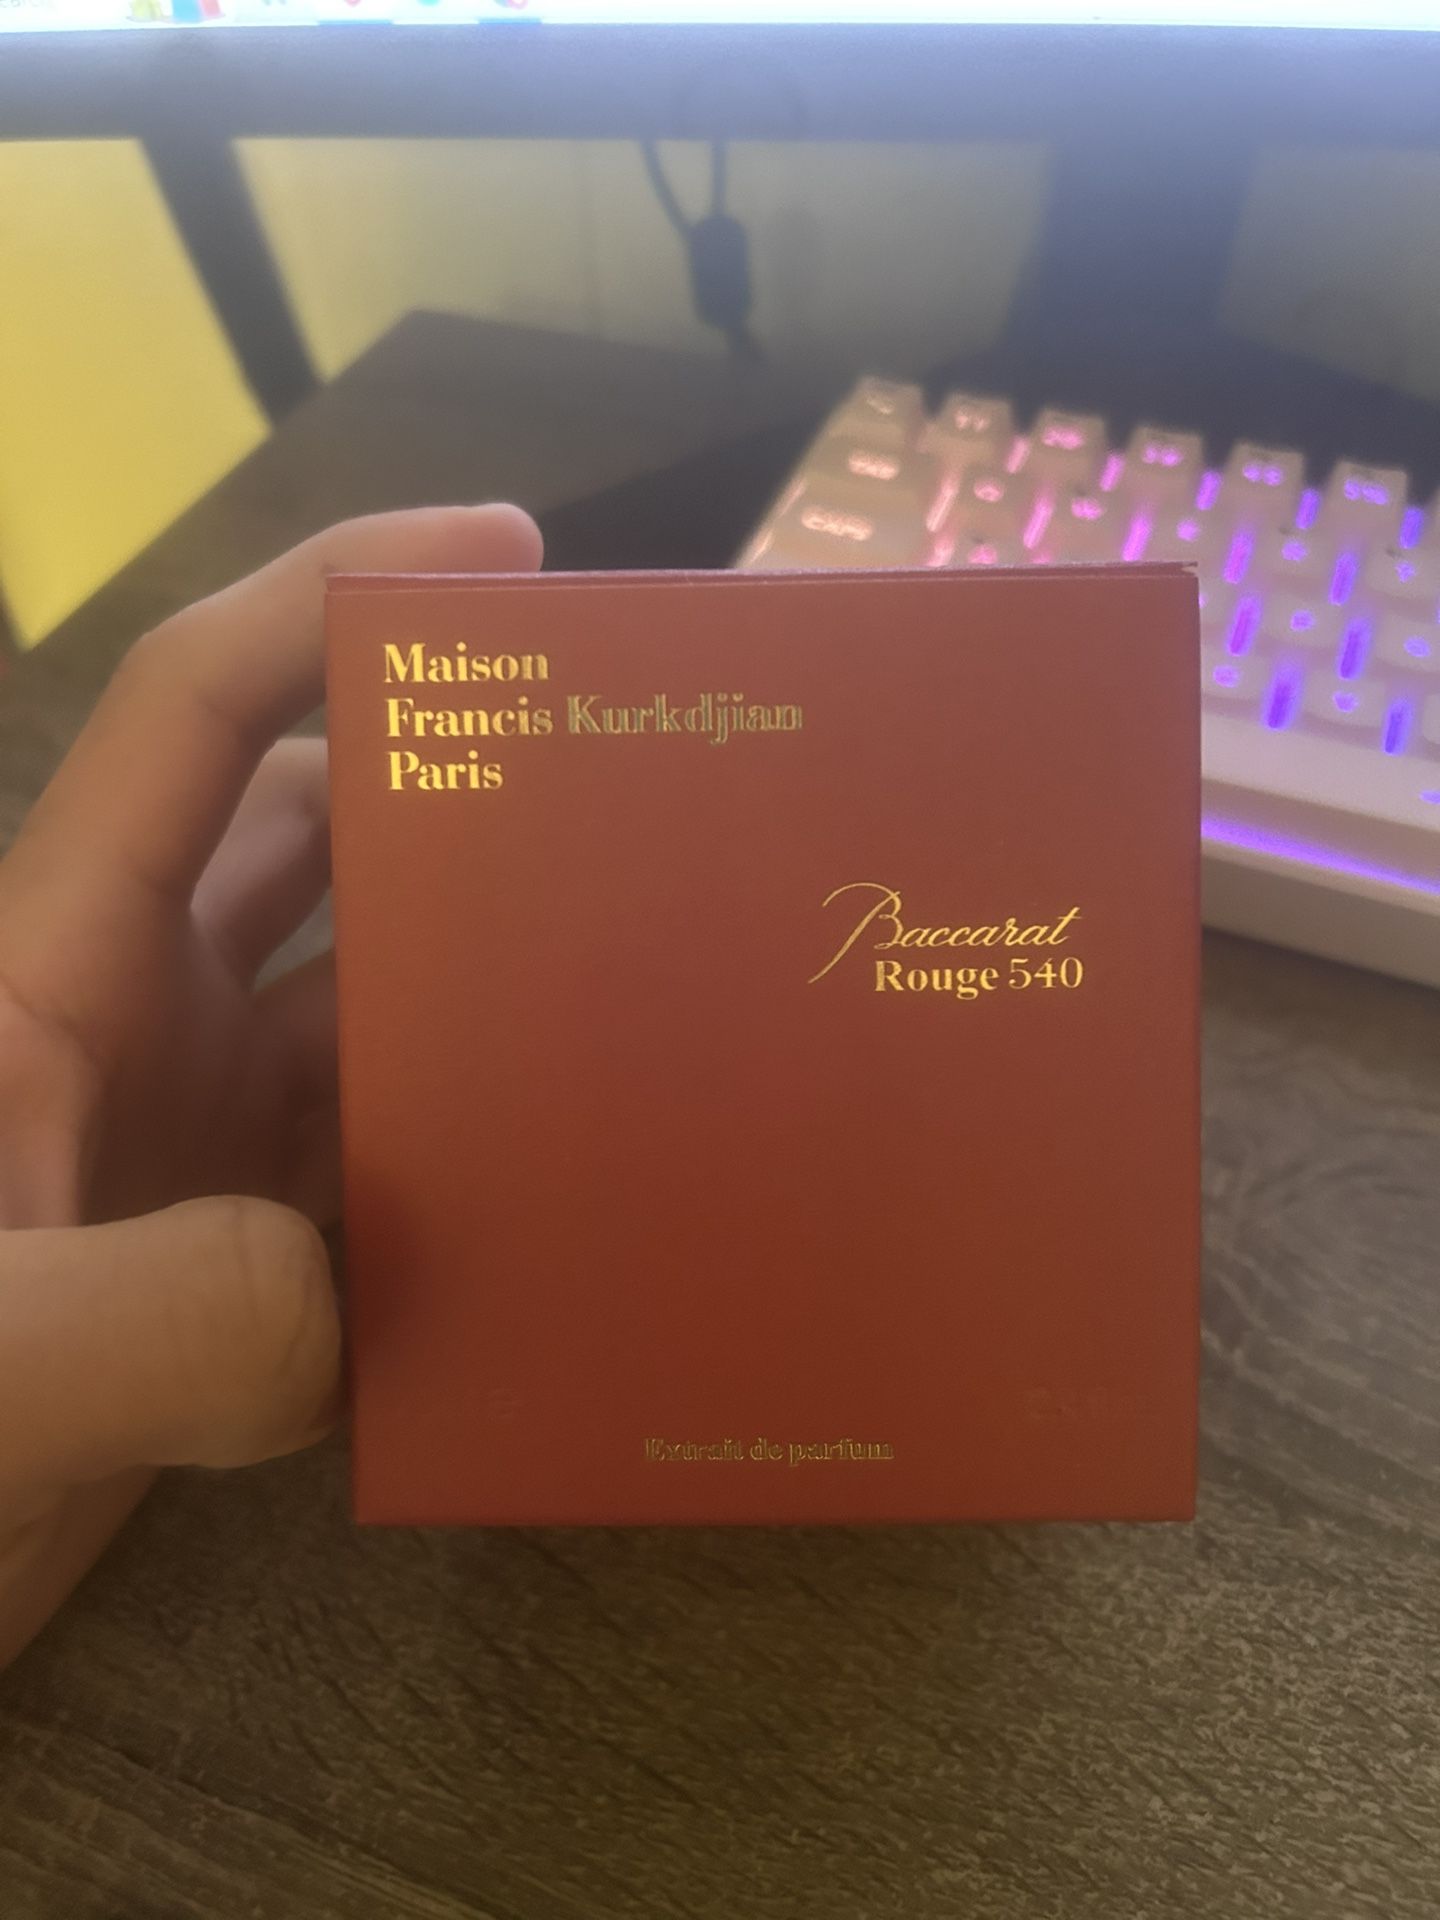 Maison
Francis Kurkdjian
Paris
Baccarat
Rouge 540
Extrait de parfum